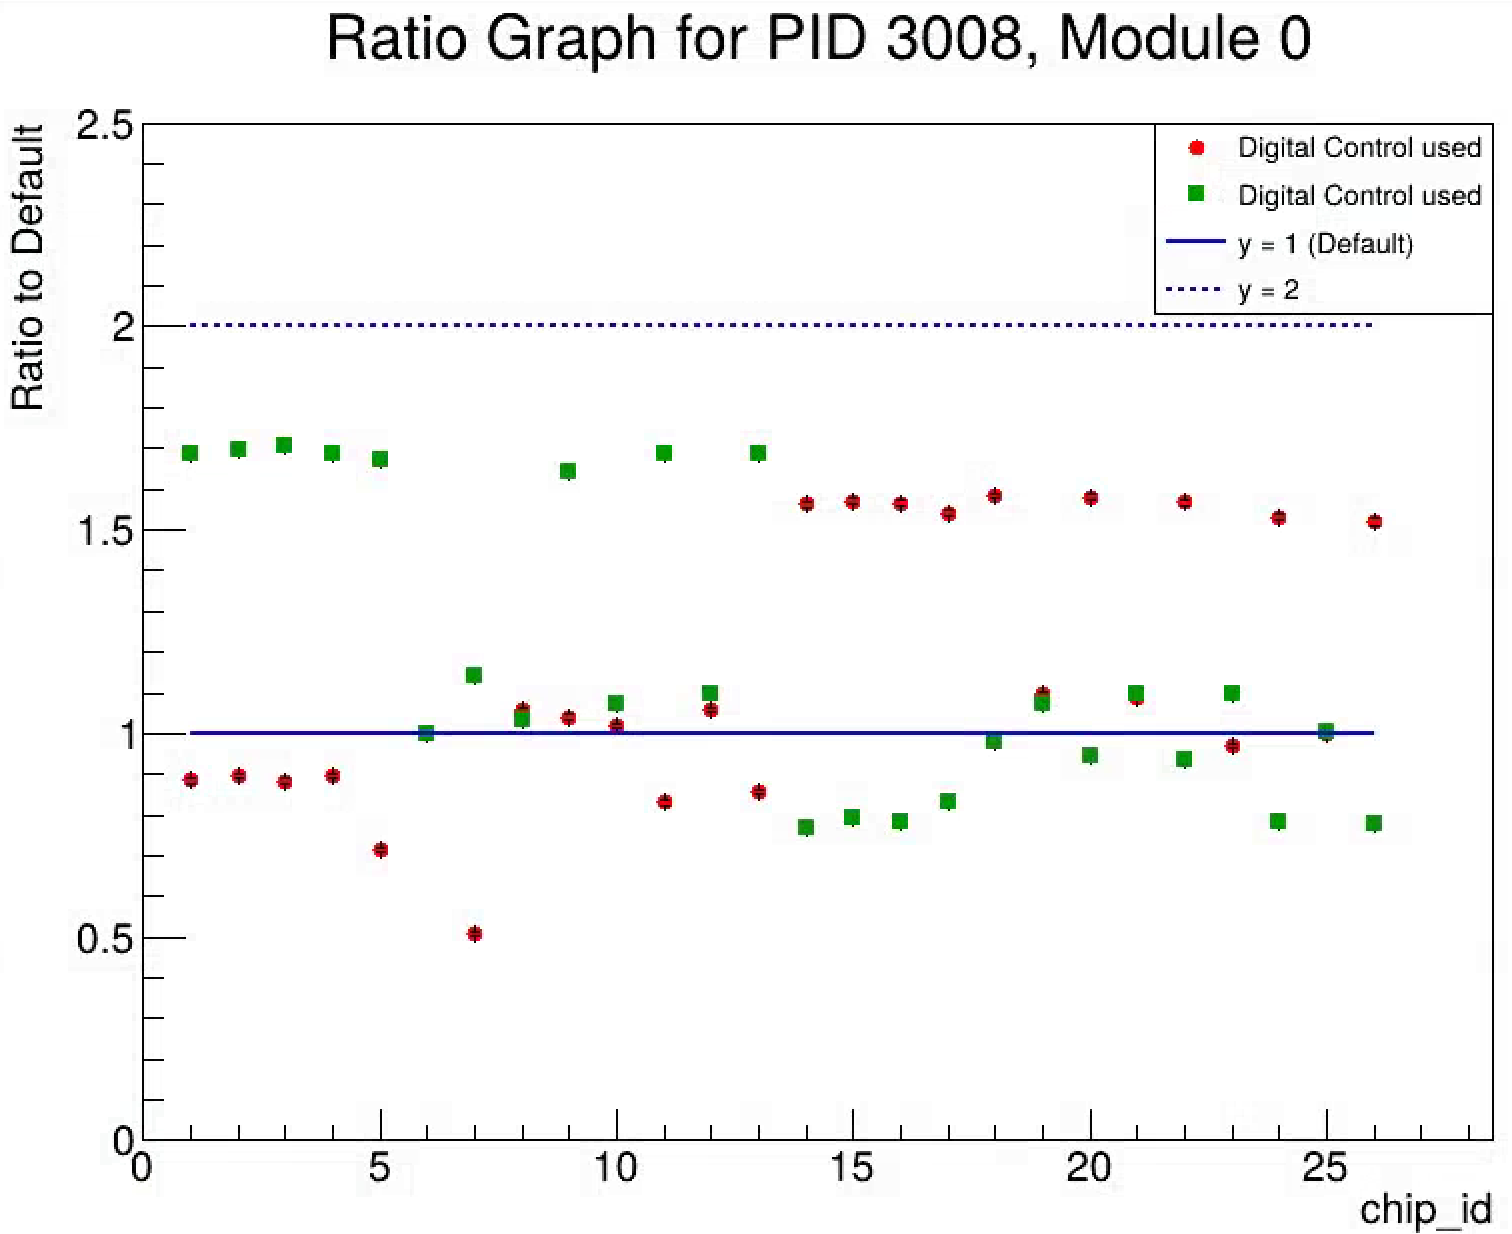 Ratio Graph for PID 3008, Module 0
Ratio to Default
2.5
2
1.5
1
0.5
0
Digital Control used
Digital Control used
y = 1 (Default)
y = 2
0 5 10 15 20 25
chip_id